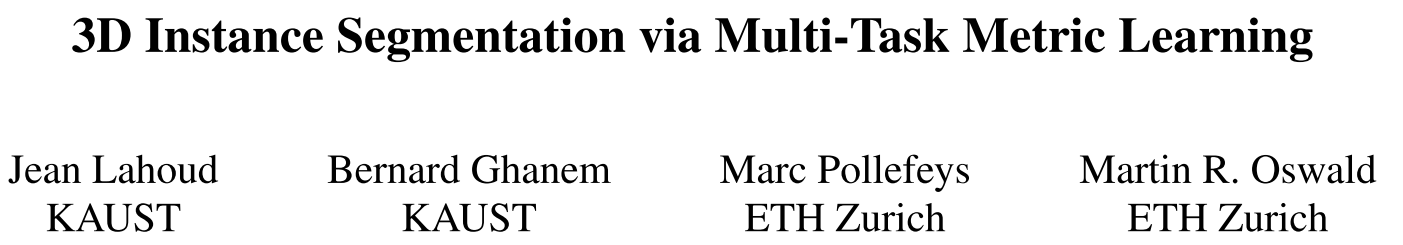 3D Instance Segmentation via Multi-Task Metric Learning
Jean Lahoud Bernard Ghanem Marc Pollefeys Martin R. Oswald
KAUST KAUST ETH Zurich ETH Zurich